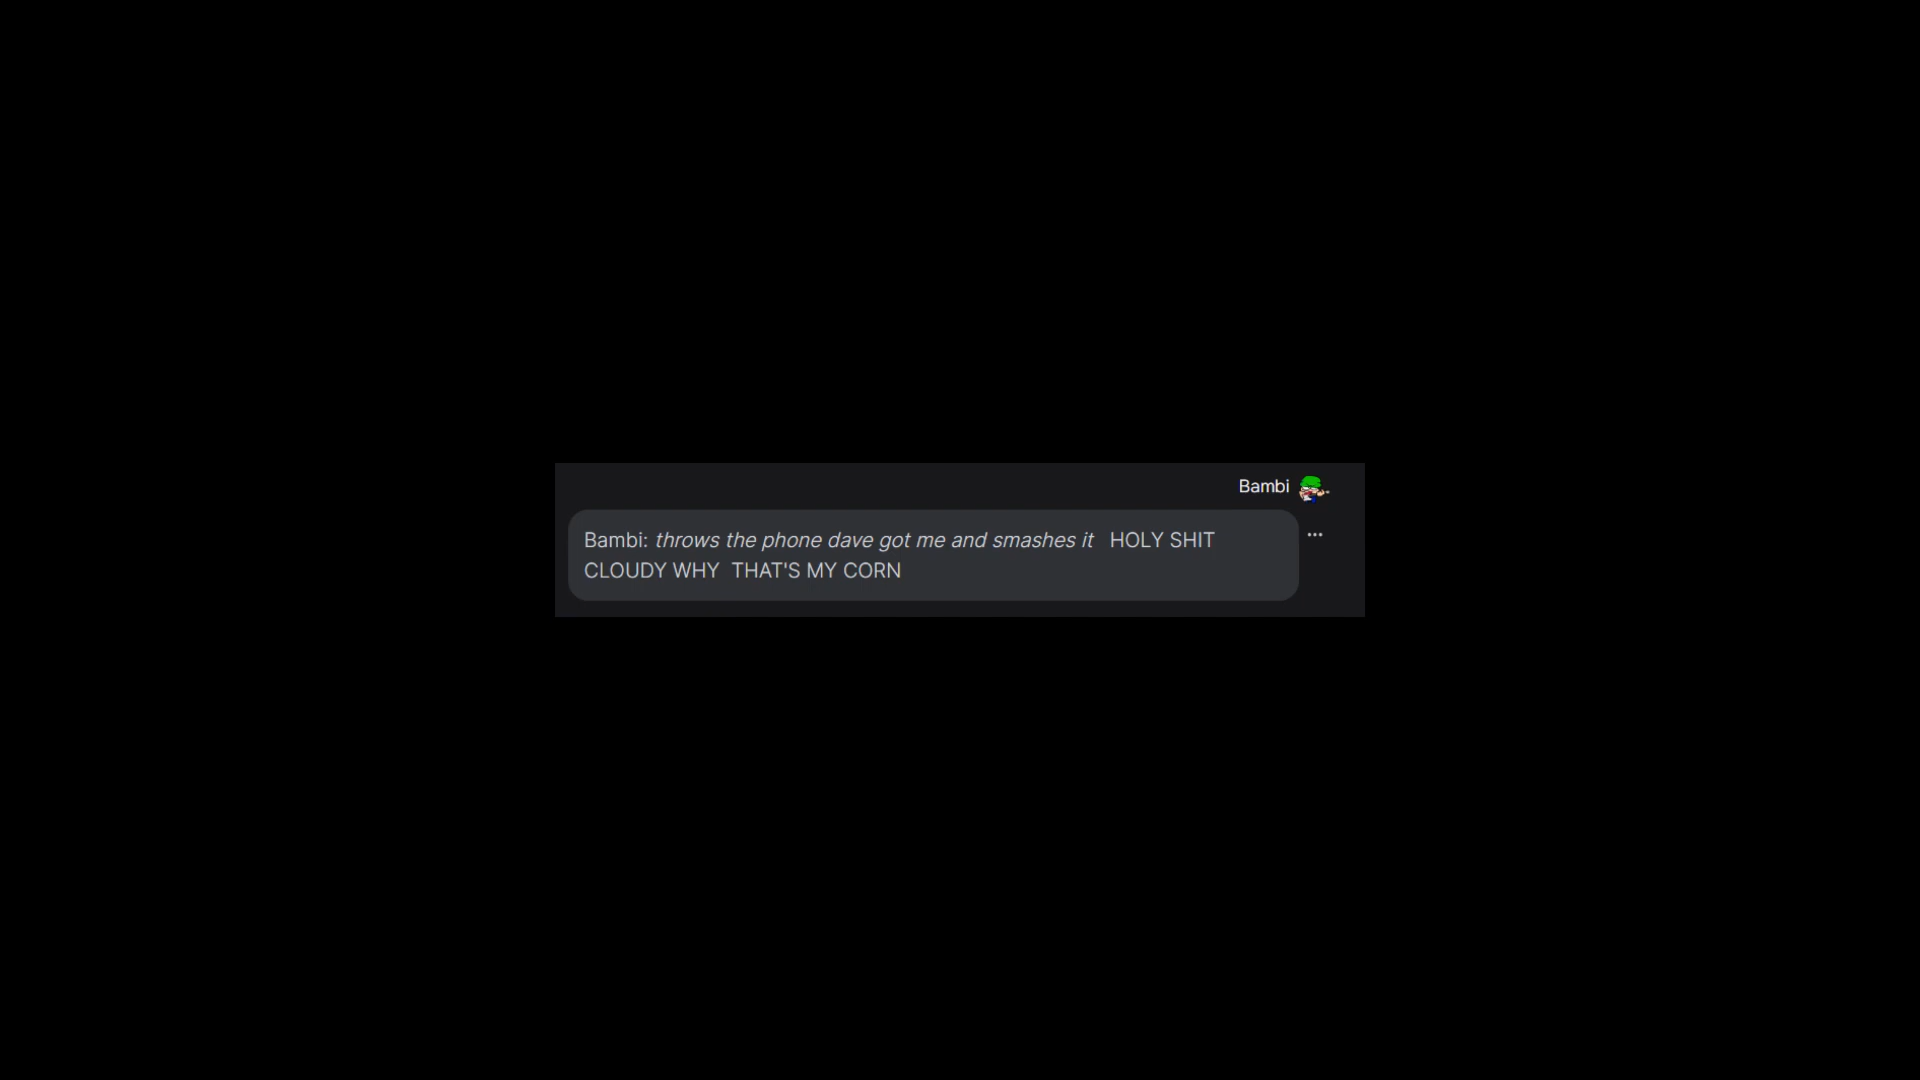 Bambi
Bambi: throws the phone dave got me and smashes it   HOLY SHIT
CLOUDY WHY  THAT'S MY CORN